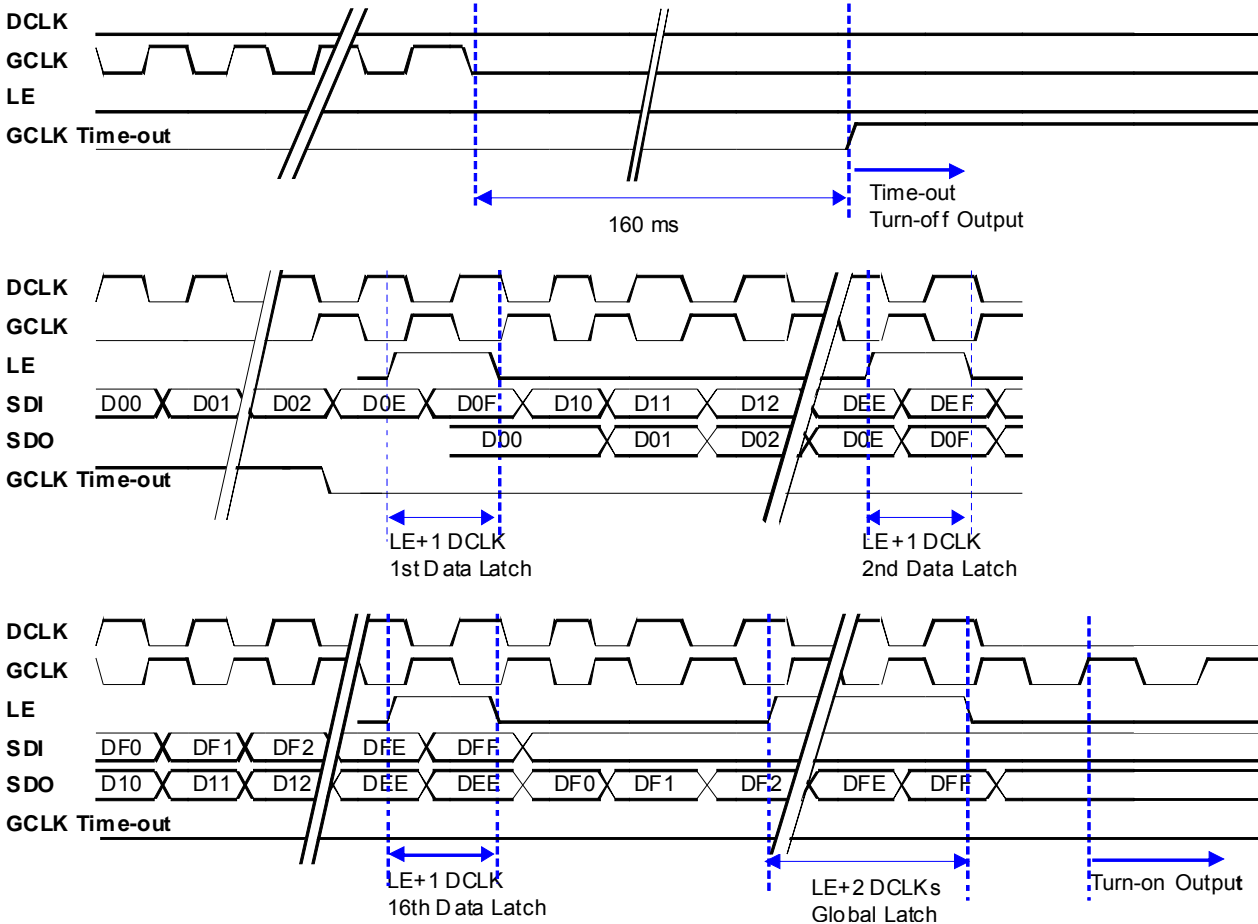 DCLK
GCLK
LE
GCLK Time-out
160 ms
Time-out
Turn-off Output
DCLK
GCLK
LE
SDI D00 D01 D02 D0E D0F D10 D11 D12 DEE DEF
SDO D00 D01 D02 D0E D0F
GCLK Time-out
LE+1 DCLK
1st Data Latch
LE+1 DCLK
2nd Data Latch
DCLK
GCLK
LE
SDI DF0 DF1 DF2 DFE DFF
SDO D10 D11 D12 DEE DEE DF0 DF1 DF2 DFE DFF
GCLK Time-out
LE+1 DCLK
16th Data Latch
LE+2 DCLKs
Global Latch
Turn-on Output